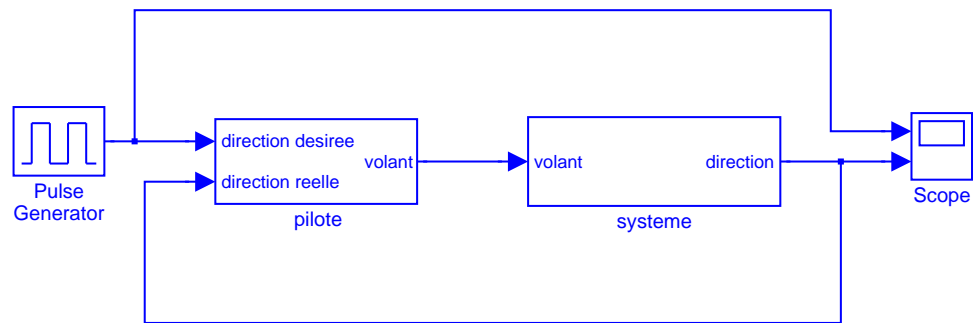 direction desiree
volant
direction reelle
pilote
volant
direction
systeme
Pulse
Generator
Scope